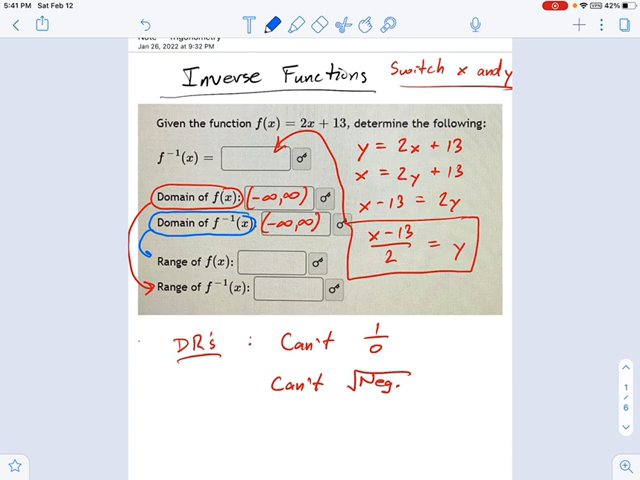 5:41 PM Sat Feb 12
42%
Jan 26, 2022 at 9:32 PM
Inverse Functions
Switch x and y
Given the function f(x) = 2x + 13, determine the following:
f⁻¹(x) =
y = 2x + 13
x = 2y + 13
x - 13 = 2y
x - 13 / 2 = y
Domain of f(x): (-∞, ∞)
Domain of f⁻¹(x): (-∞, ∞)
Range of f(x):
Range of f⁻¹(x):
DR's : Can't 1/0
Can't √Neg.
1
/
6